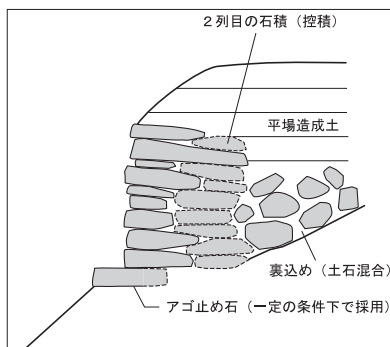 ２列目の石積（控積）
平場造成土
裏込め（土石混合）
アゴ止め石（一定の条件下で採用）